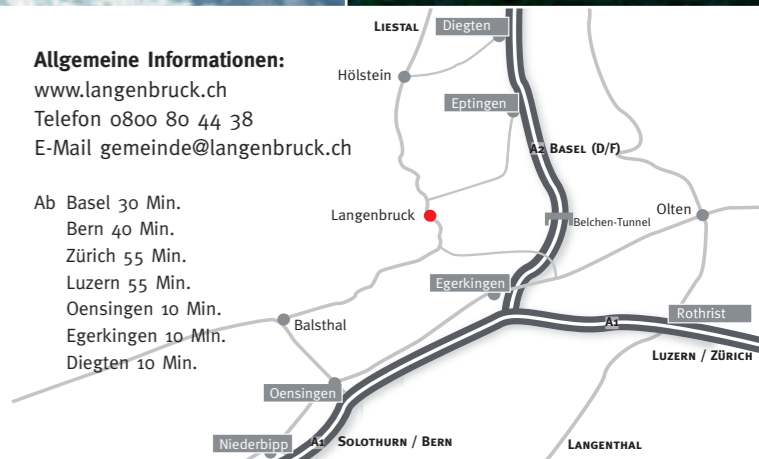 Allgemeine Informationen:
www.langenbruck.ch
Telefon 0800 80 44 38
E-Mail gemeinde@langenbruck.ch
Ab Basel 30 Min.
Bern 40 Min.
Zürich 55 Min.
Luzern 55 Min.
Oensingen 10 Min.
Egerkingen 10 Min.
Diegten 10 Min.
LIESTAL
Diegten
Hölstein
Eptingen
A2 BASEL (D/F)
Langenbruck
Belchen-Tunnel
Olten
Egerkingen
Rothrist
A1
Balsthal
LUZERN / ZÜRICH
Oensingen
Niederbipp
A1
SOLOTHURN / BERN
LANGENTHAL